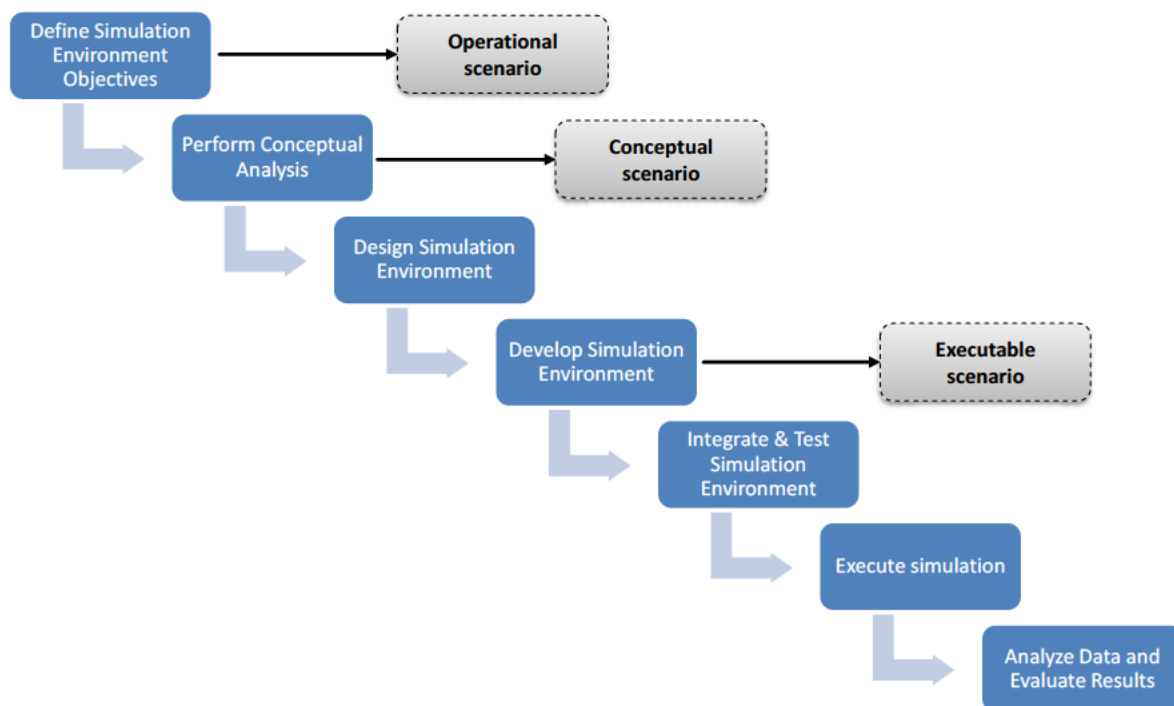 Define Simulation
Environment
Objectives
Operational
scenario
Perform Conceptual
Analysis
Conceptual
scenario
Design Simulation
Environment
Develop Simulation
Environment
Executable
scenario
Integrate & Test
Simulation
Environment
Execute simulation
Analyze Data and
Evaluate Results